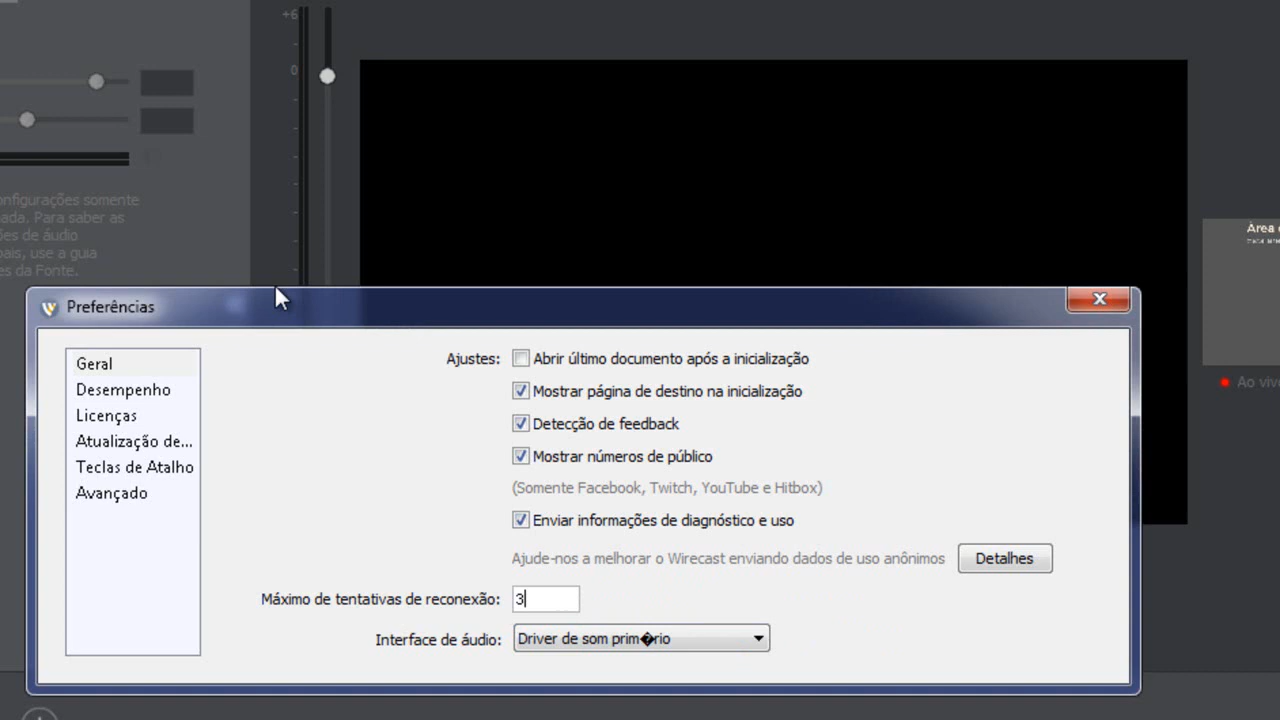 +6
0
onfigurações somente
ada. Para saber as
ões de áudio
pais, use a guia
es da Fonte.
Área
Ao vivo
Preferências
Geral
Desempenho
Licenças
Atualização de...
Teclas de Atalho
Avançado
Ajustes:
Abrir último documento após a inicialização
Mostrar página de destino na inicialização
Detecção de feedback
Mostrar números de público
(Somente Facebook, Twitch, YouTube e Hitbox)
Enviar informações de diagnóstico e uso
Ajude-nos a melhorar o Wirecast enviando dados de uso anônimos
Detalhes
Máximo de tentativas de reconexão: 3
Interface de áudio: Driver de som prim�rio